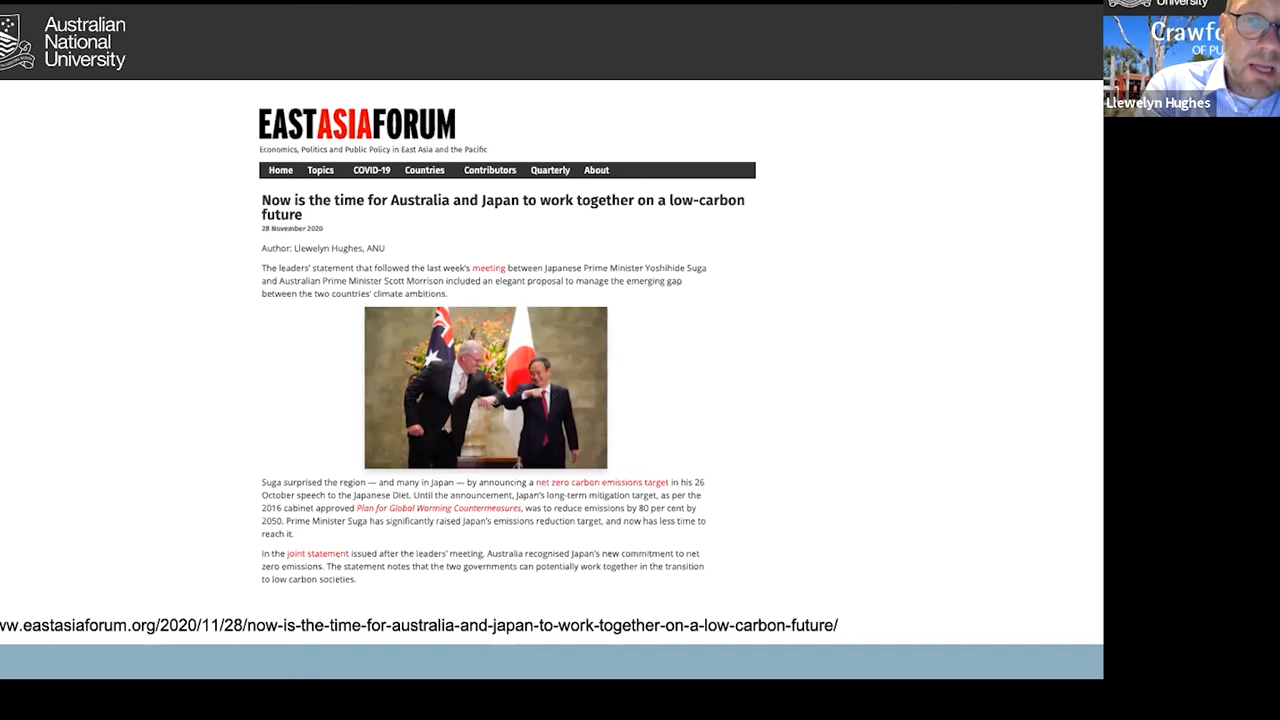 Australian
National
University
University
Crawfo
OF PU
Llewelyn Hughes
EASTASIAFORUM
Economics, Politics and Public Policy in East Asia and the Pacific
Home Topics COVID-19 Countries Contributors Quarterly About
Now is the time for Australia and Japan to work together on a low-carbon
future
28 November 2020
Author: Llewelyn Hughes, ANU
The leaders' statement that followed the last week's meeting between Japanese Prime Minister Yoshihide Suga
and Australian Prime Minister Scott Morrison included an elegant proposal to manage the emerging gap
between the two countries' climate ambitions.
Suga surprised the region — and many in Japan — by announcing a net zero carbon emissions target in his 26
October speech to the Japanese Diet. Until the announcement, Japan's long-term mitigation target, as per the
2016 cabinet approved Plan for Global Warming Countermeasures, was to reduce emissions by 80 per cent by
2050. Prime Minister Suga has significantly raised Japan's emissions reduction target, and now has less time to
reach it.
In the joint statement issued after the leaders' meeting, Australia recognised Japan's new commitment to net
zero emissions. The statement notes that the two governments can potentially work together in the transition
to low carbon societies.
ww.eastasiaforum.org/2020/11/28/now-is-the-time-for-australia-and-japan-to-work-together-on-a-low-carbon-future/